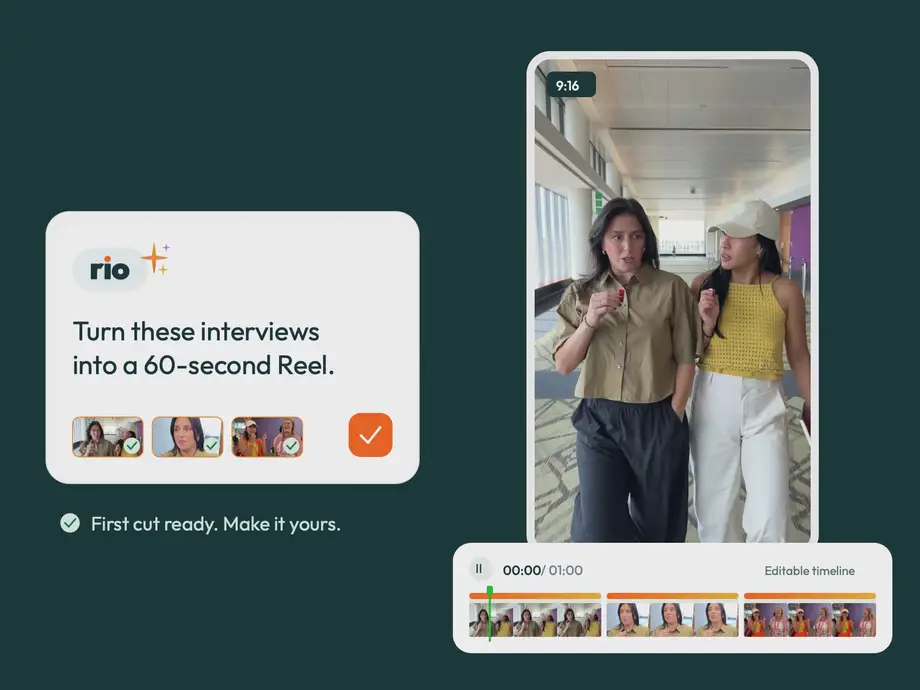 rio
Turn these interviews
into a 60-second Reel.
First cut ready. Make it yours.
9:16
00:00/ 01:00
Editable timeline